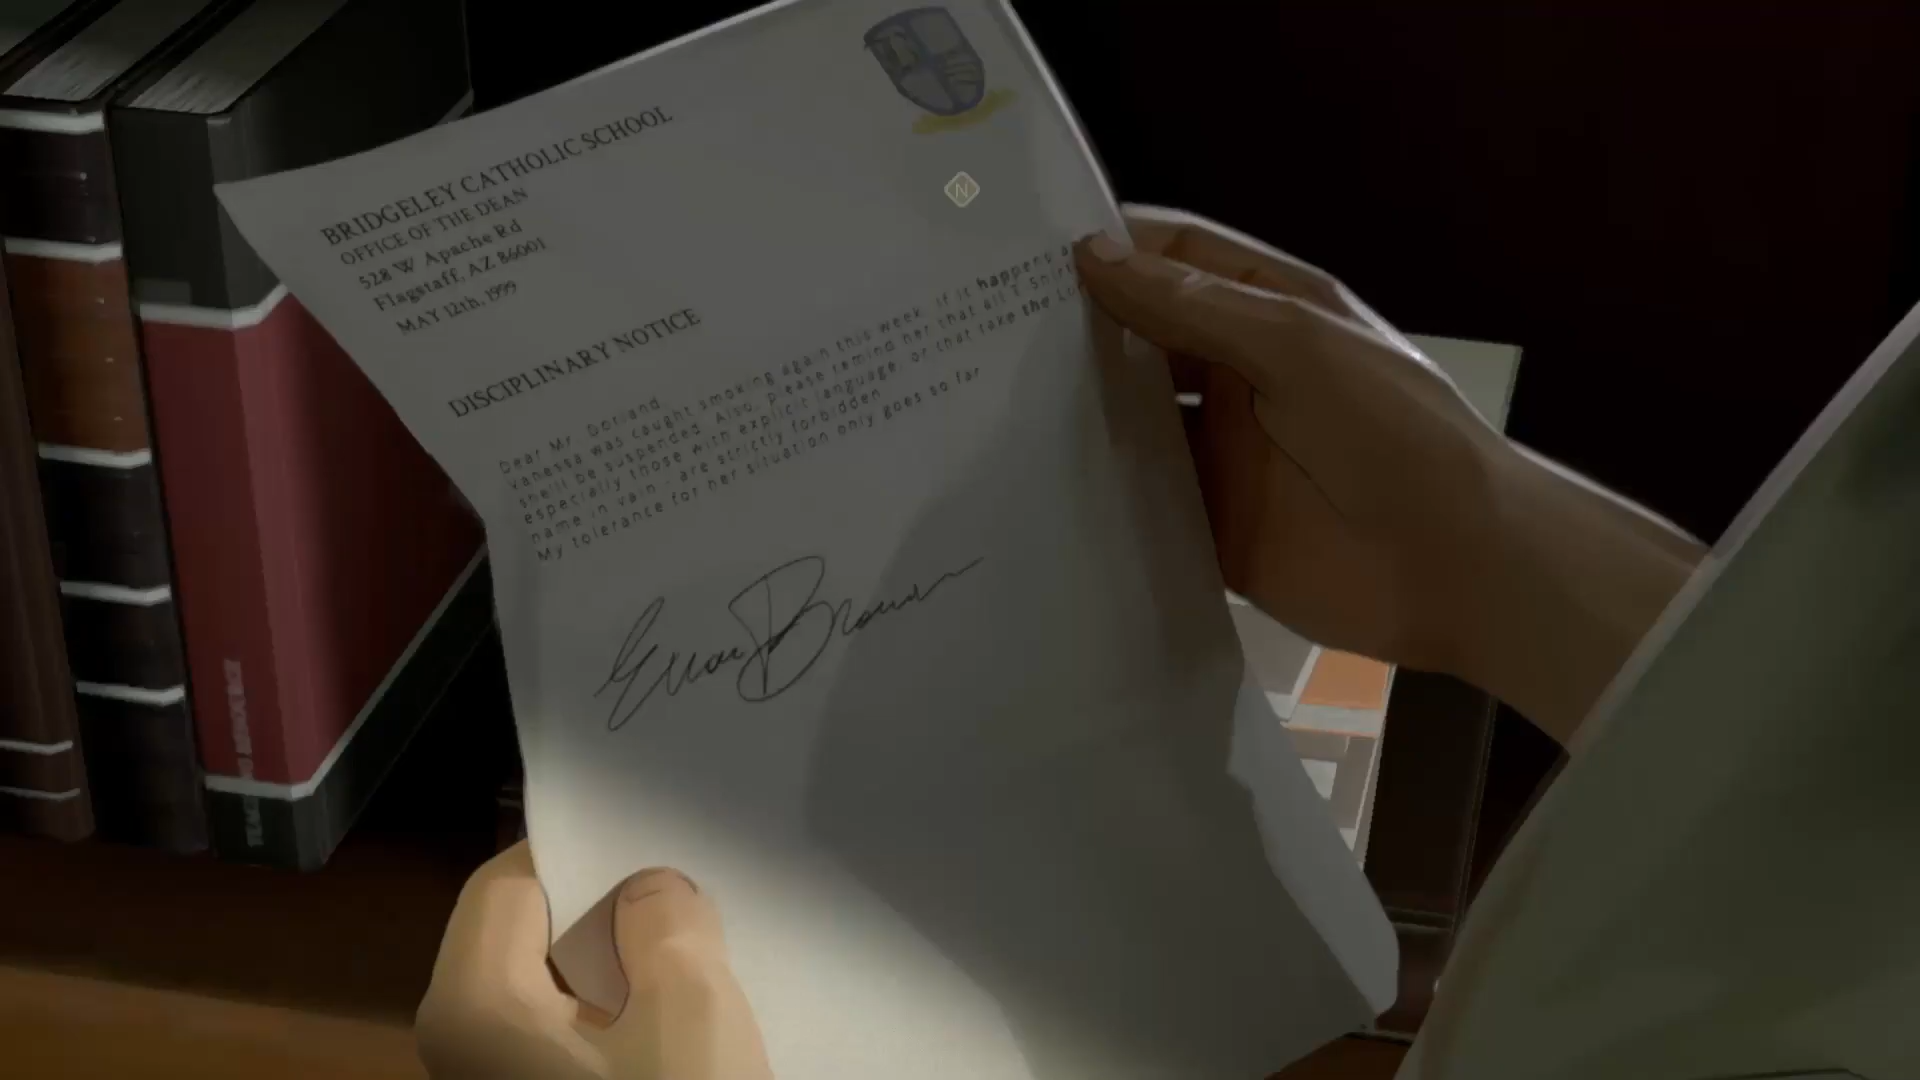 BRIDGELEY CATHOLIC SCHOOL
OFFICE OF THE DEAN
528 W Apache Rd
Flagstaff, AZ 86001
MAY 12th, 1999
DISCIPLINARY NOTICE
Dear Mr. Dorland
Vanessa was caught smoking again this week. If it happens a
she'll be suspended. Also, please remind her that all T Shirt
especially those with explicit language, or that take the Lo
name in vain - are strictly forbidden
My tolerance for her situation only goes so far
Brown
N